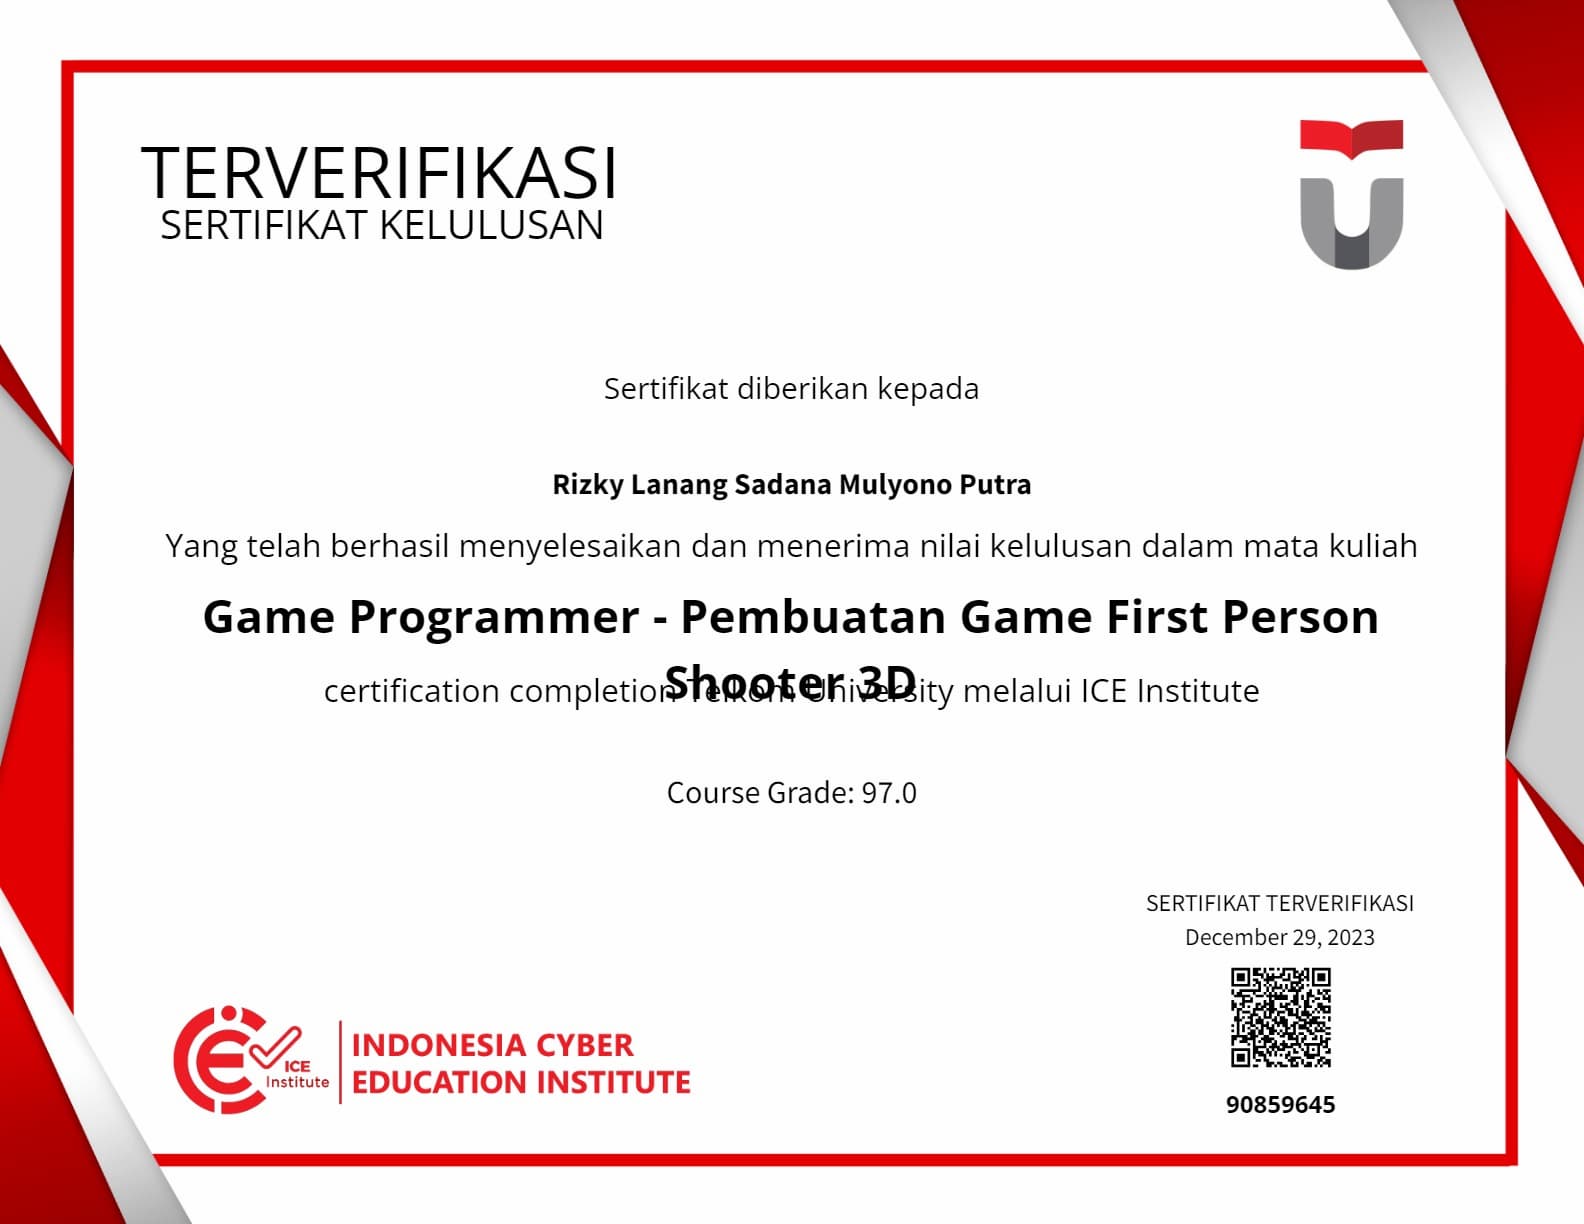 TERVERIFIKASI
SERTIFIKAT KELULUSAN
Sertifikat diberikan kepada
Rizky Lanang Sadana Mulyono Putra
Yang telah berhasil menyelesaikan dan menerima nilai kelulusan dalam mata kuliah
Game Programmer - Pembuatan Game First Person
Shooter 3D
certification completion Telkom University melalui ICE Institute
Course Grade: 97.0
SERTIFIKAT TERVERIFIKASI
December 29, 2023
90859645
ICE
Institute
INDONESIA CYBER
EDUCATION INSTITUTE